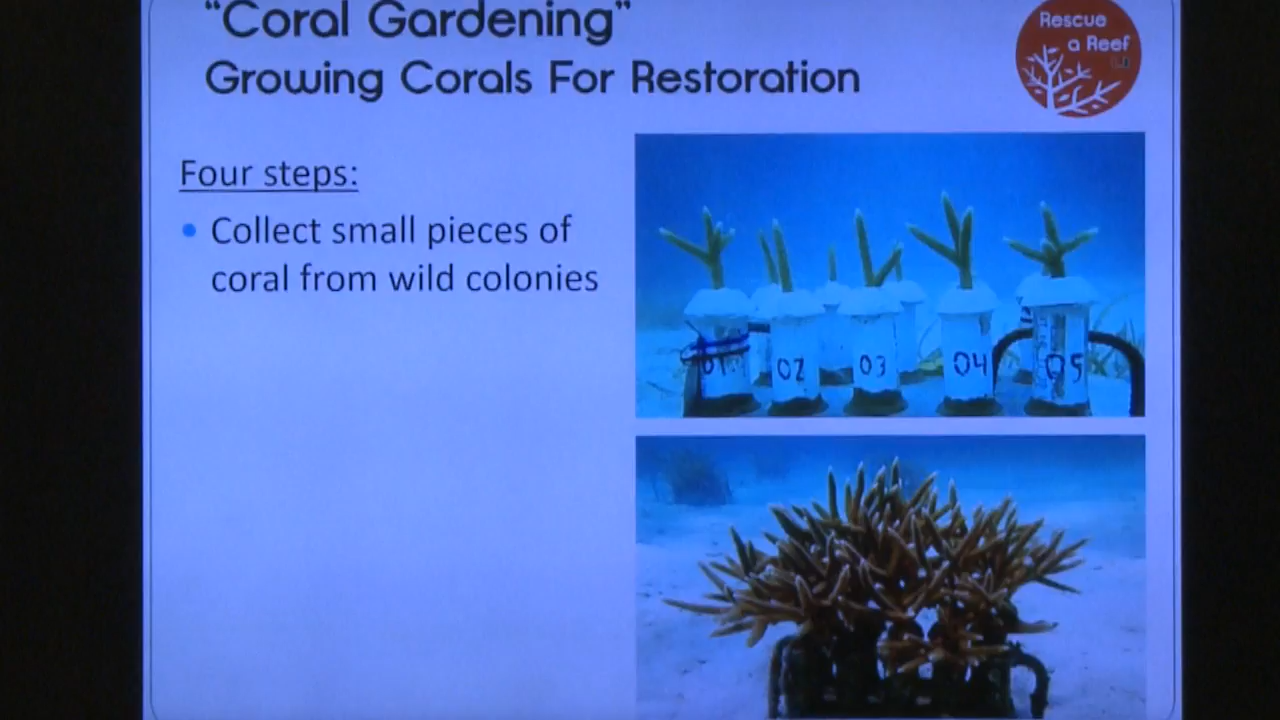 “Coral Gardening”
Growing Corals For Restoration
Rescue
a Reef
Four steps:
• Collect small pieces of
coral from wild colonies
01
02
03
04
05